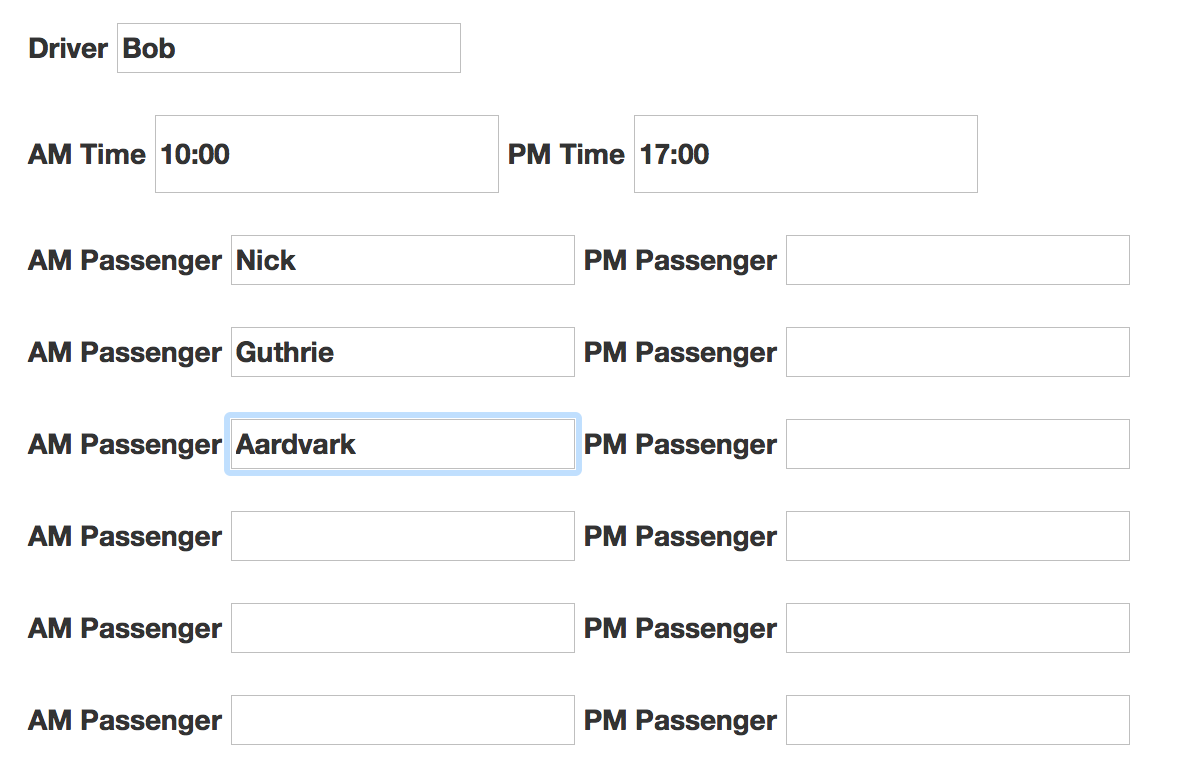 Driver Bob
AM Time 10:00 PM Time 17:00
AM Passenger Nick PM Passenger
AM Passenger Guthrie PM Passenger
AM Passenger Aardvark PM Passenger
AM Passenger PM Passenger
AM Passenger PM Passenger
AM Passenger PM Passenger